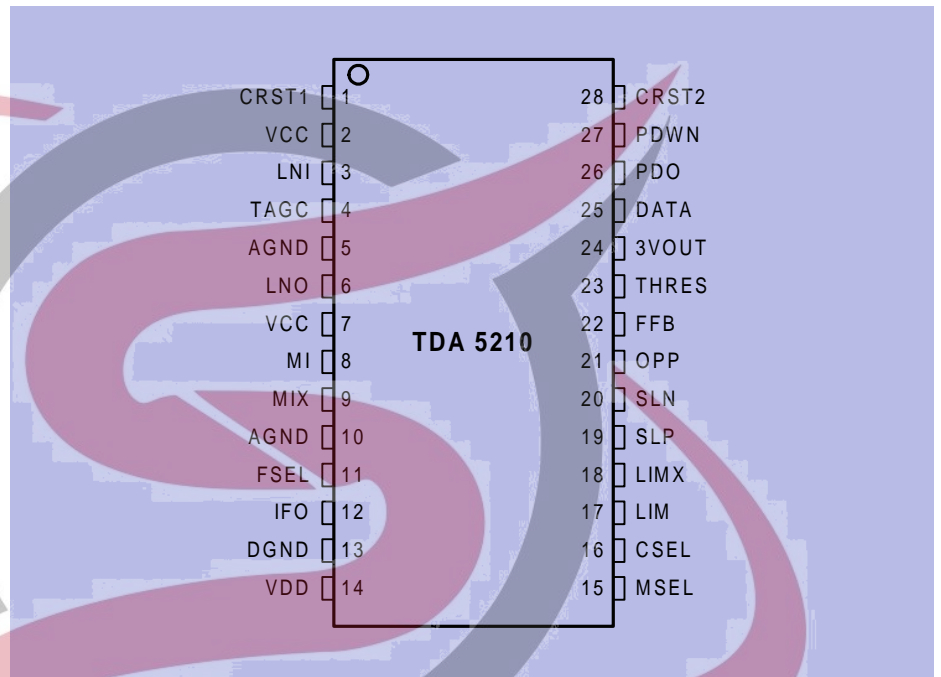 CRST1 1 28 CRST2
VCC 2 27 PDWN
LNI 3 26 PDO
TAGC 4 25 DATA
AGND 5 24 3VOUT
LNO 6 23 THRES
VCC 7 22 FFB
TDA 5210
MI 8 21 OPP
MIX 9 20 SLN
AGND 10 19 SLP
FSEL 11 18 LIMX
IFO 12 17 LIM
DGND 13 16 CSEL
VDD 14 15 MSEL